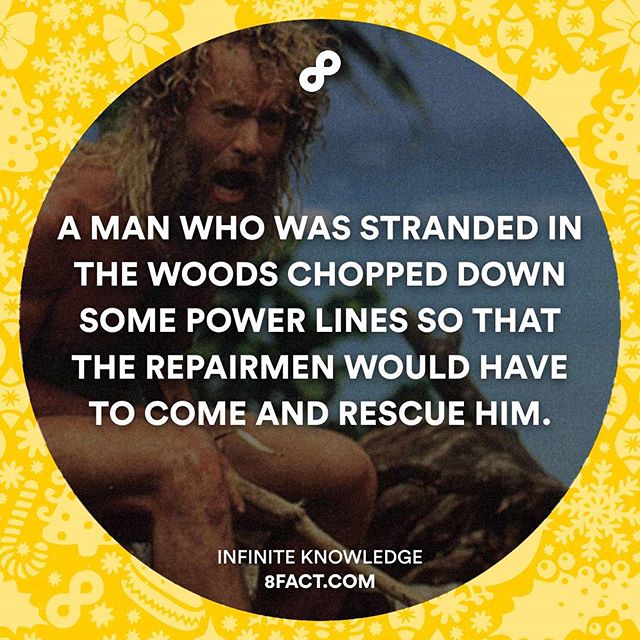 A MAN WHO WAS STRANDED IN
THE WOODS CHOPPED DOWN
SOME POWER LINES SO THAT
THE REPAIRMEN WOULD HAVE
TO COME AND RESCUE HIM.
INFINITE KNOWLEDGE
8FACT.COM